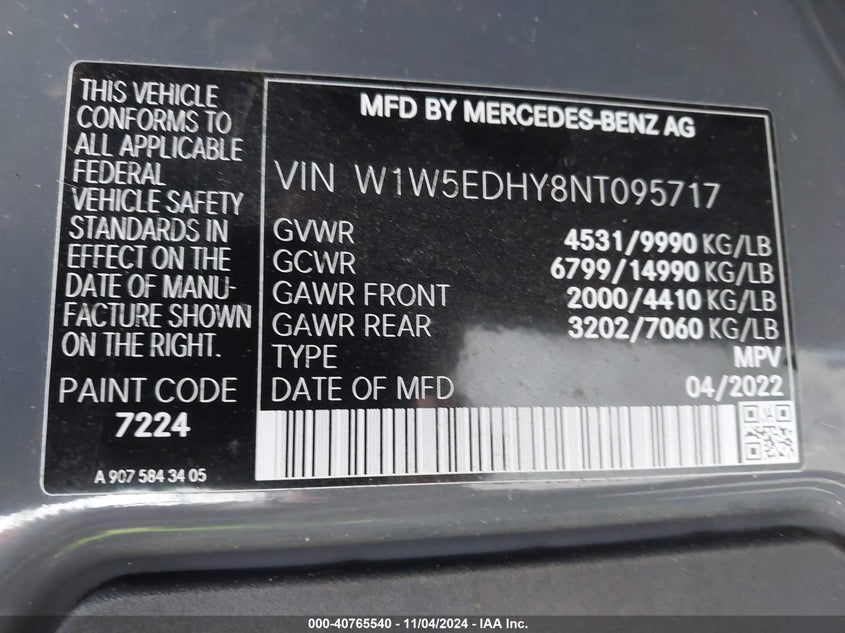 THIS VEHICLE
CONFORMS TO
ALL APPLICABLE
FEDERAL
VEHICLE SAFETY
STANDARDS IN
EFFECT ON THE
DATE OF MANU-
FACTURE SHOWN
ON THE RIGHT.
PAINT CODE
7224
A 907 584 34 05
MFD BY MERCEDES-BENZ AG
VIN W1W5EDHY8NT095717
GVWR 4531/9990 KG/LB
GCWR 6799/14990 KG/LB
GAWR FRONT 2000/4410 KG/LB
GAWR REAR 3202/7060 KG/LB
TYPE MPV
DATE OF MFD 04/2022
000-40765540 - 11/04/2024 - IAA Inc.